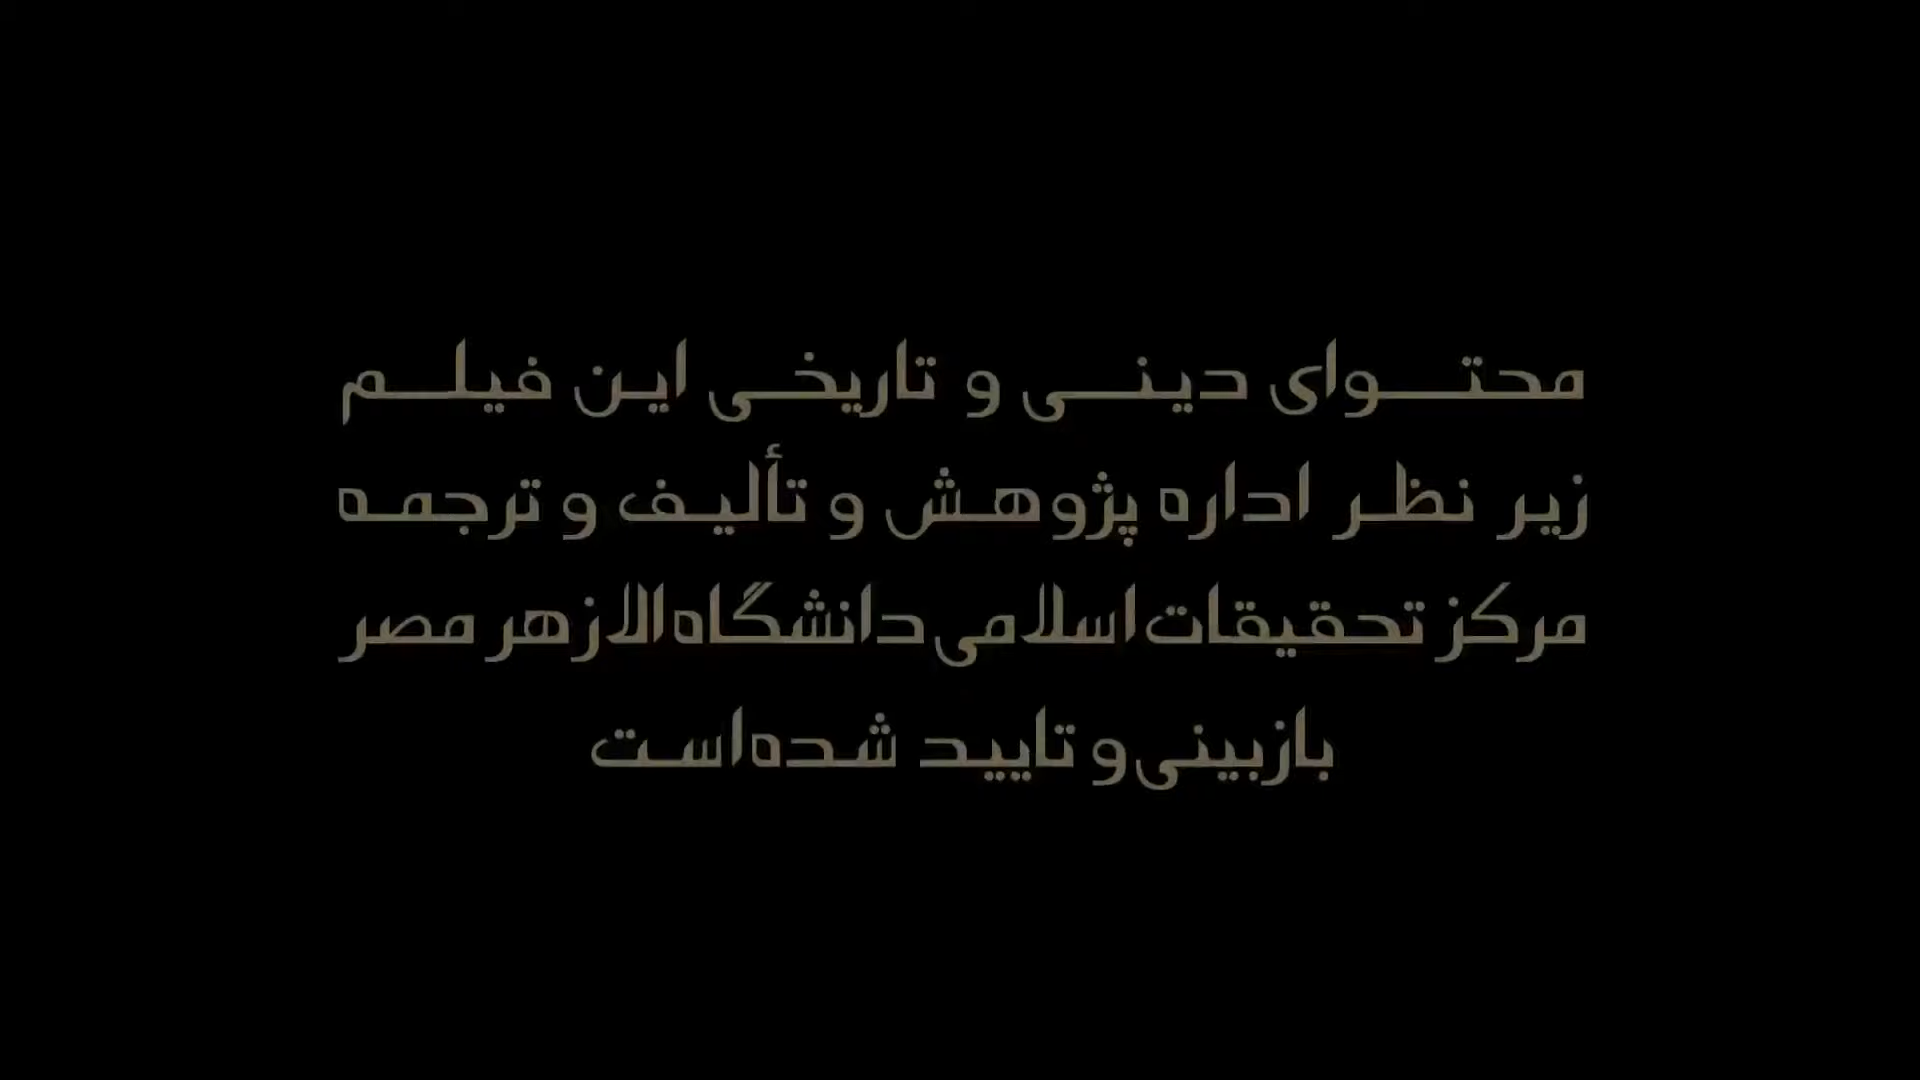 محتوای دینی و تاریخی این فیلم
زیر نظر اداره پژوهش و تألیف و ترجمه
مرکز تحقیقات اسلامی دانشگاه الازهر مصر
بازبینی و تایید شده است